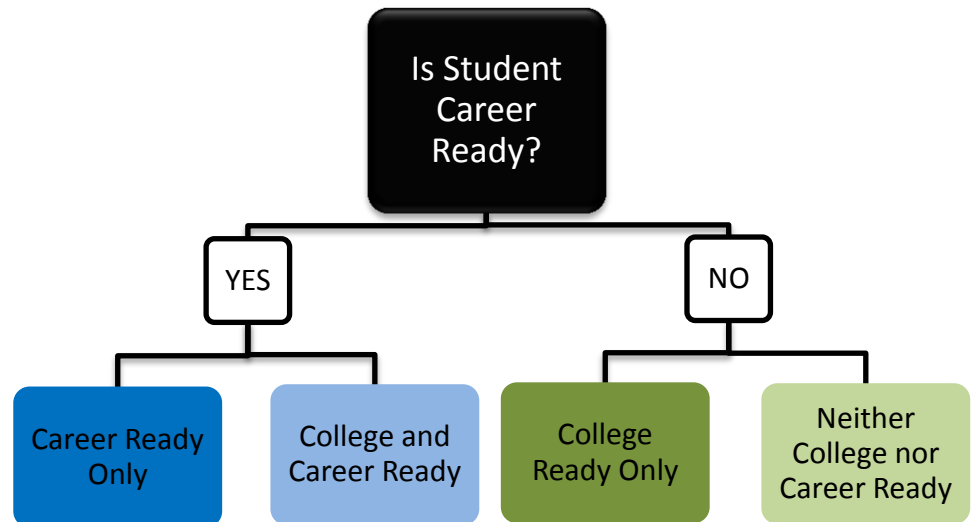 Is Student
Career
Ready?
YES
NO
Career Ready
Only
College and
Career Ready
College
Ready Only
Neither
College nor
Career Ready